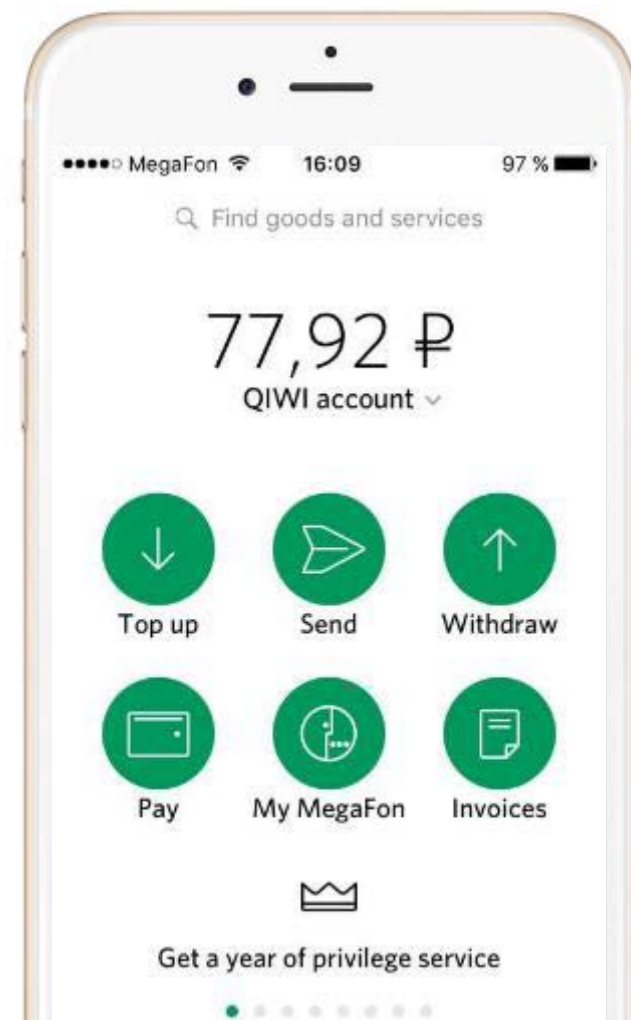 MegaFon 16:09 97 %
Find goods and services
77,92 ₽
QIWI account
Top up Send Withdraw
Pay My MegaFon Invoices
Get a year of privilege service